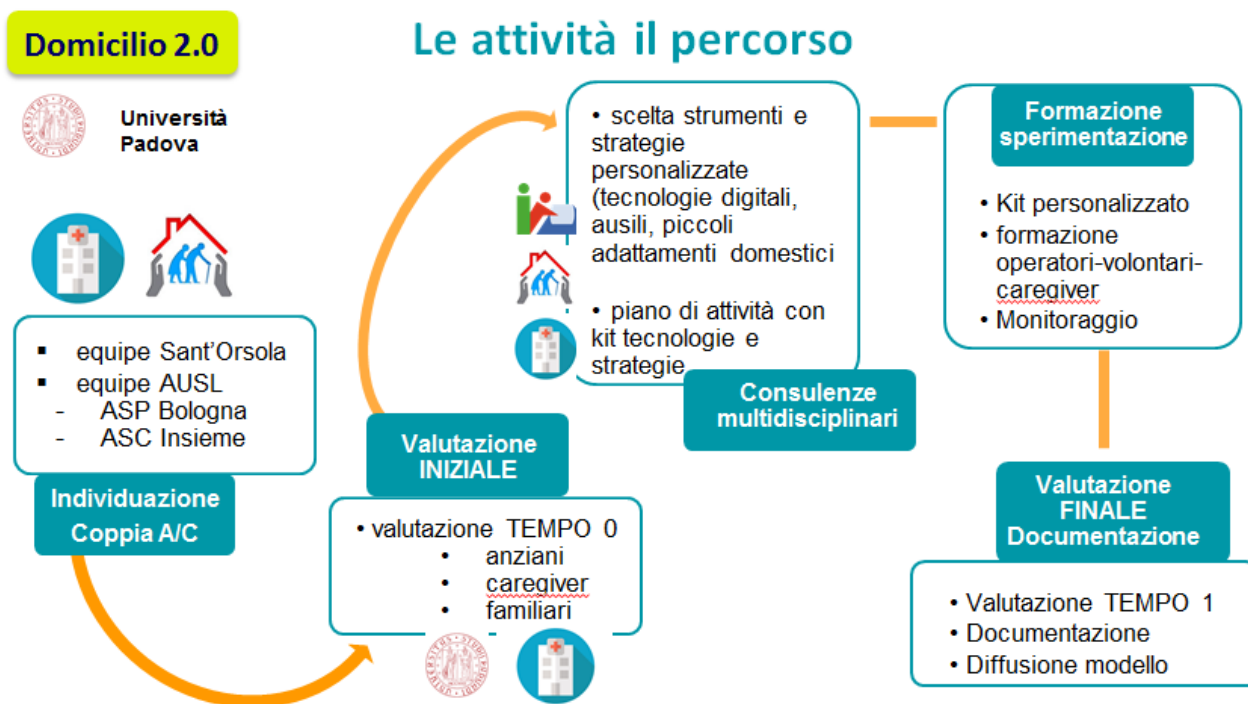 Domicilio 2.0
Le attività il percorso
Università
Padova
▪ equipe Sant'Orsola
▪ equipe AUSL
- ASP Bologna
- ASC Insieme
Individuazione
Coppia A/C
Valutazione
INIZIALE
• valutazione TEMPO 0
• anziani
• caregiver
• familiari
• scelta strumenti e
strategie
personalizzate
(tecnologie digitali,
ausili, piccoli
adattamenti domestici
• piano di attività con
kit tecnologie e
strategie
Consulenze
multidisciplinari
Formazione
sperimentazione
• Kit personalizzato
• formazione
operatori-volontari-
caregiver
• Monitoraggio
Valutazione
FINALE
Documentazione
• Valutazione TEMPO 1
• Documentazione
• Diffusione modello